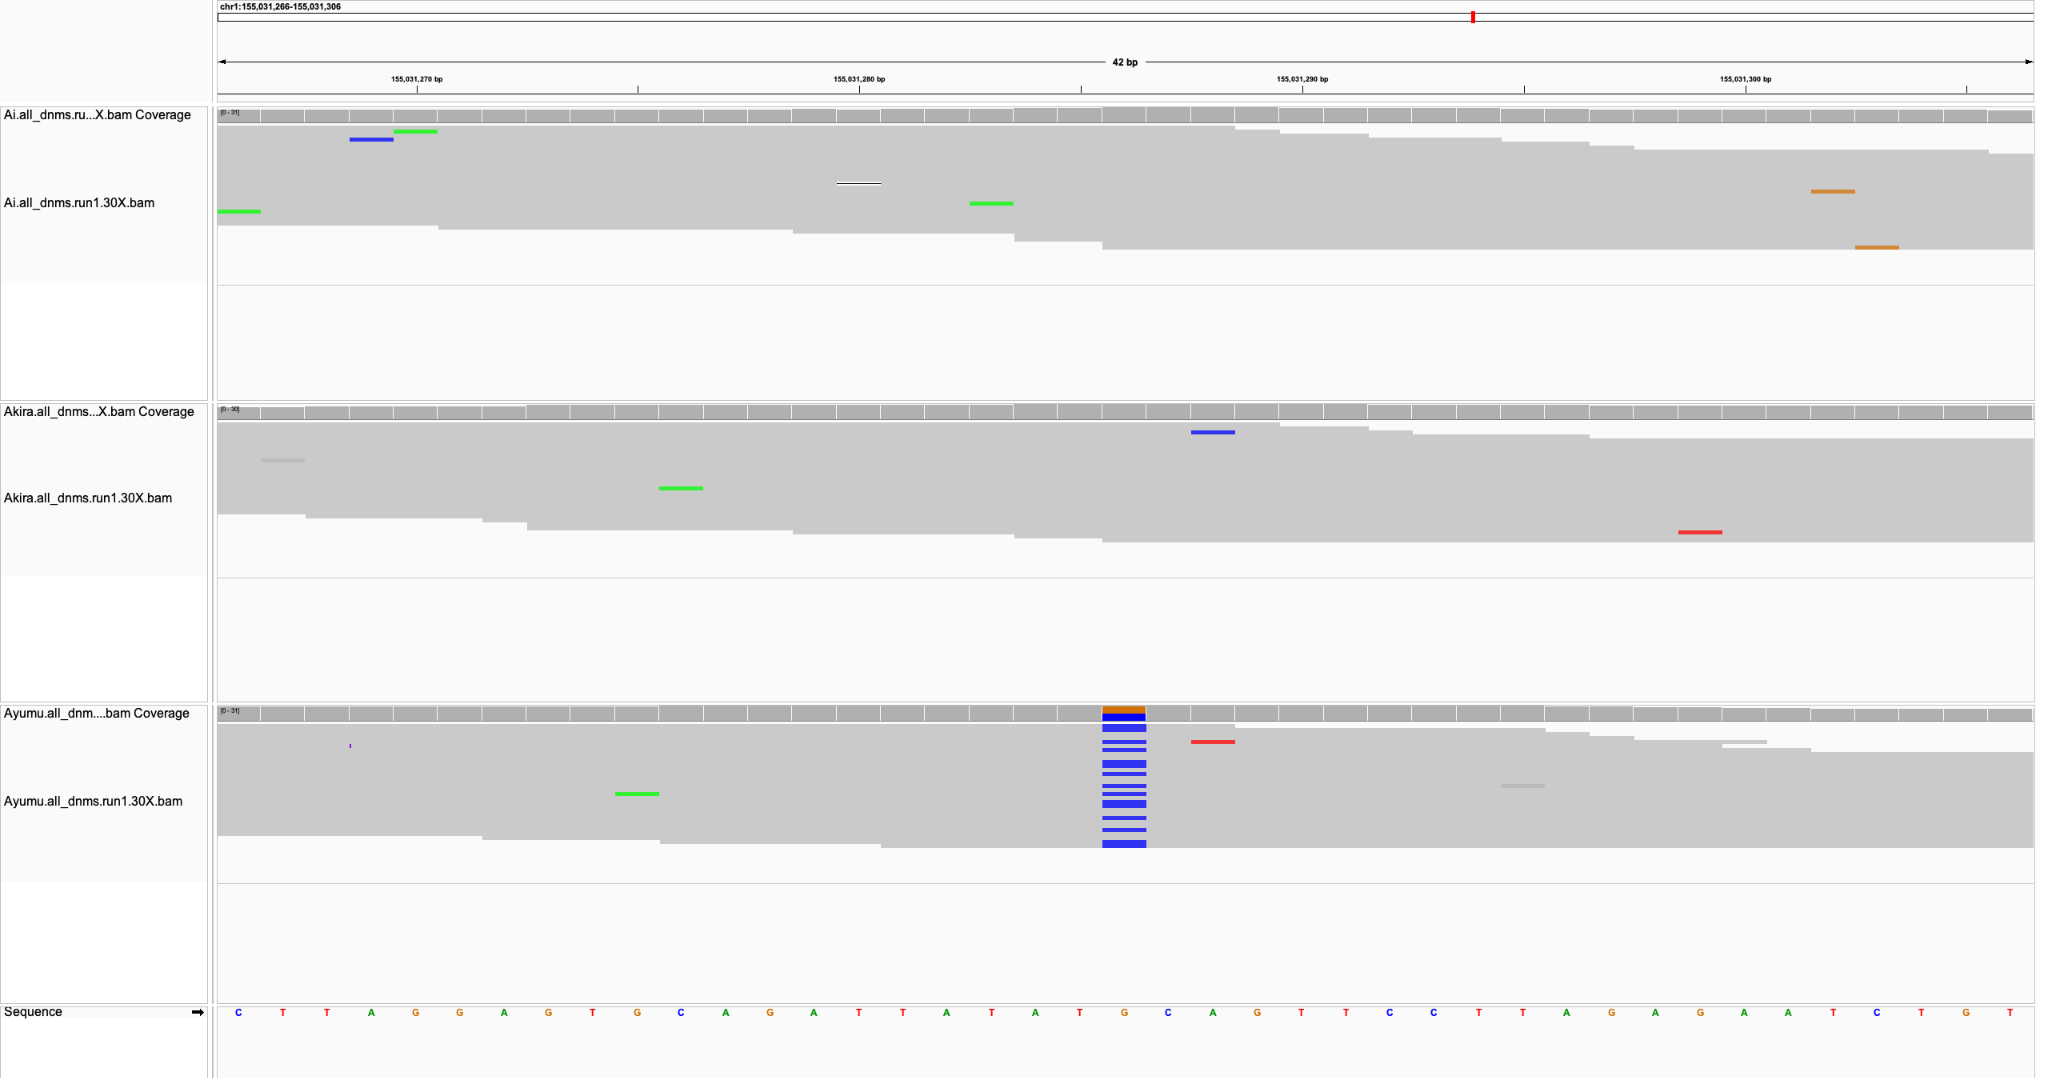 chr1:155,031,266-155,031,306
42 bp
155,031,270 bp 155,031,280 bp 155,031,290 bp 155,031,300 bp
Ai.all_dnms.ru...X.bam Coverage
[0 - 31]
Ai.all_dnms.run1.30X.bam
Akira.all_dnms...X.bam Coverage
[0 - 30]
Akira.all_dnms.run1.30X.bam
Ayumu.all_dnm....bam Coverage
[0 - 31]
Ayumu.all_dnms.run1.30X.bam
Sequence C T T A G G A G T G C A G A T T A T A T G C A G T T C C T T A G A G A A T C T G T